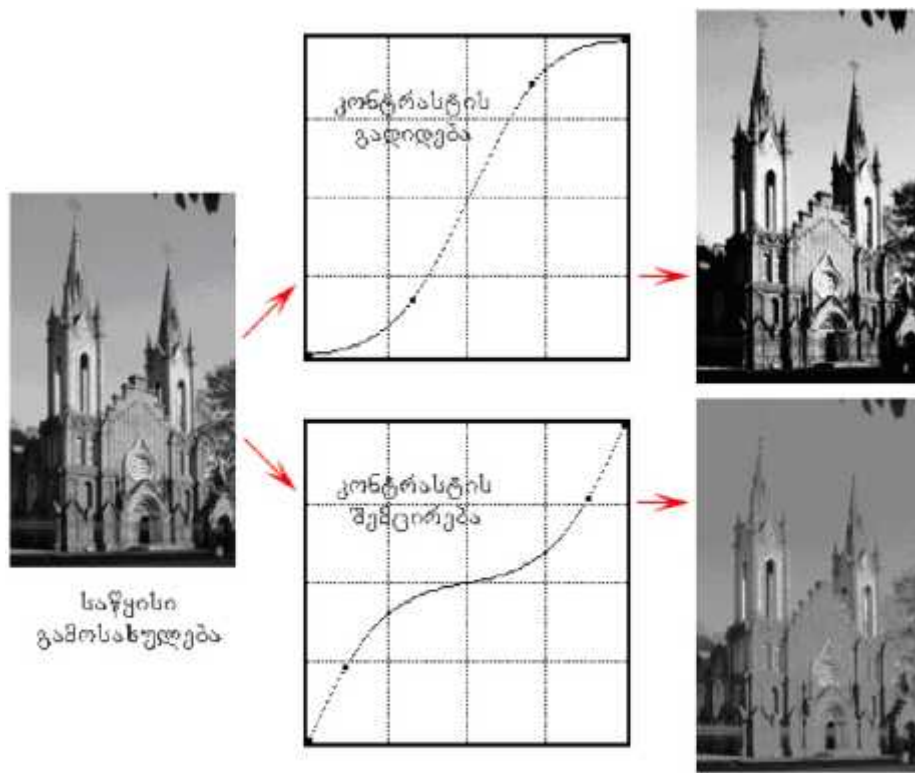 კონტრასტის
გადიდება
საწყისი
გამოსახულება
კონტრასტის
შემცირება